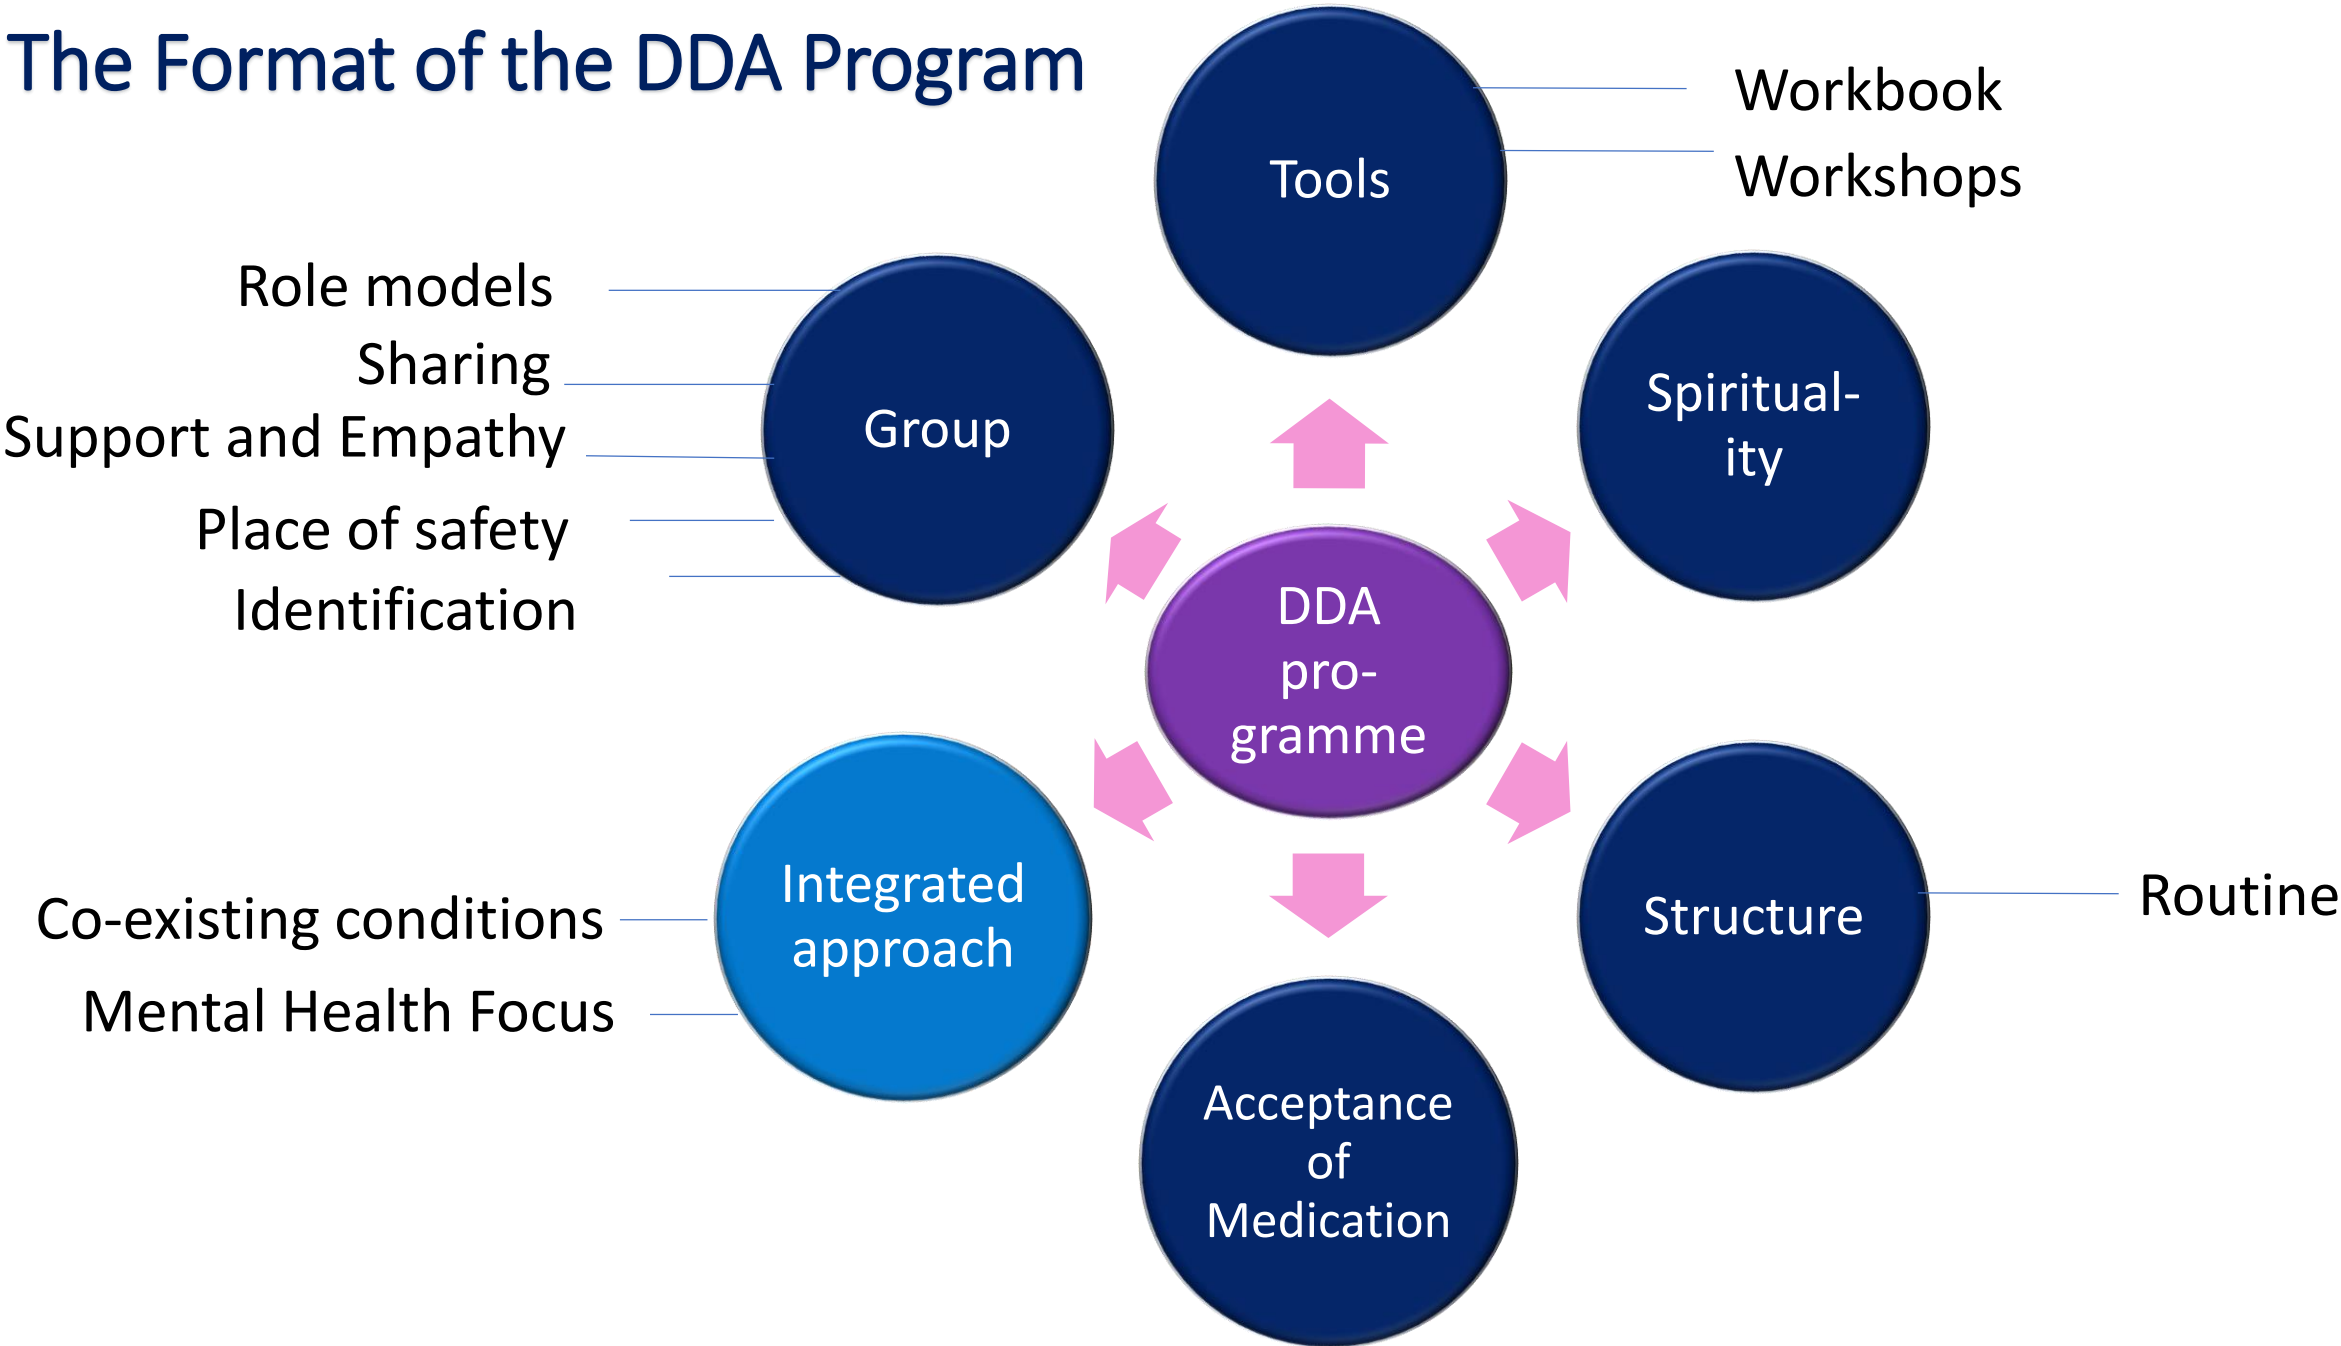 The Format of the DDA Program
Tools
Workbook
Workshops
Role models
Sharing
Support and Empathy
Place of safety
Identification
Group
Spiritual-
ity
DDA
pro-
gramme
Integrated
approach
Co-existing conditions
Mental Health Focus
Structure
Routine
Acceptance
of
Medication